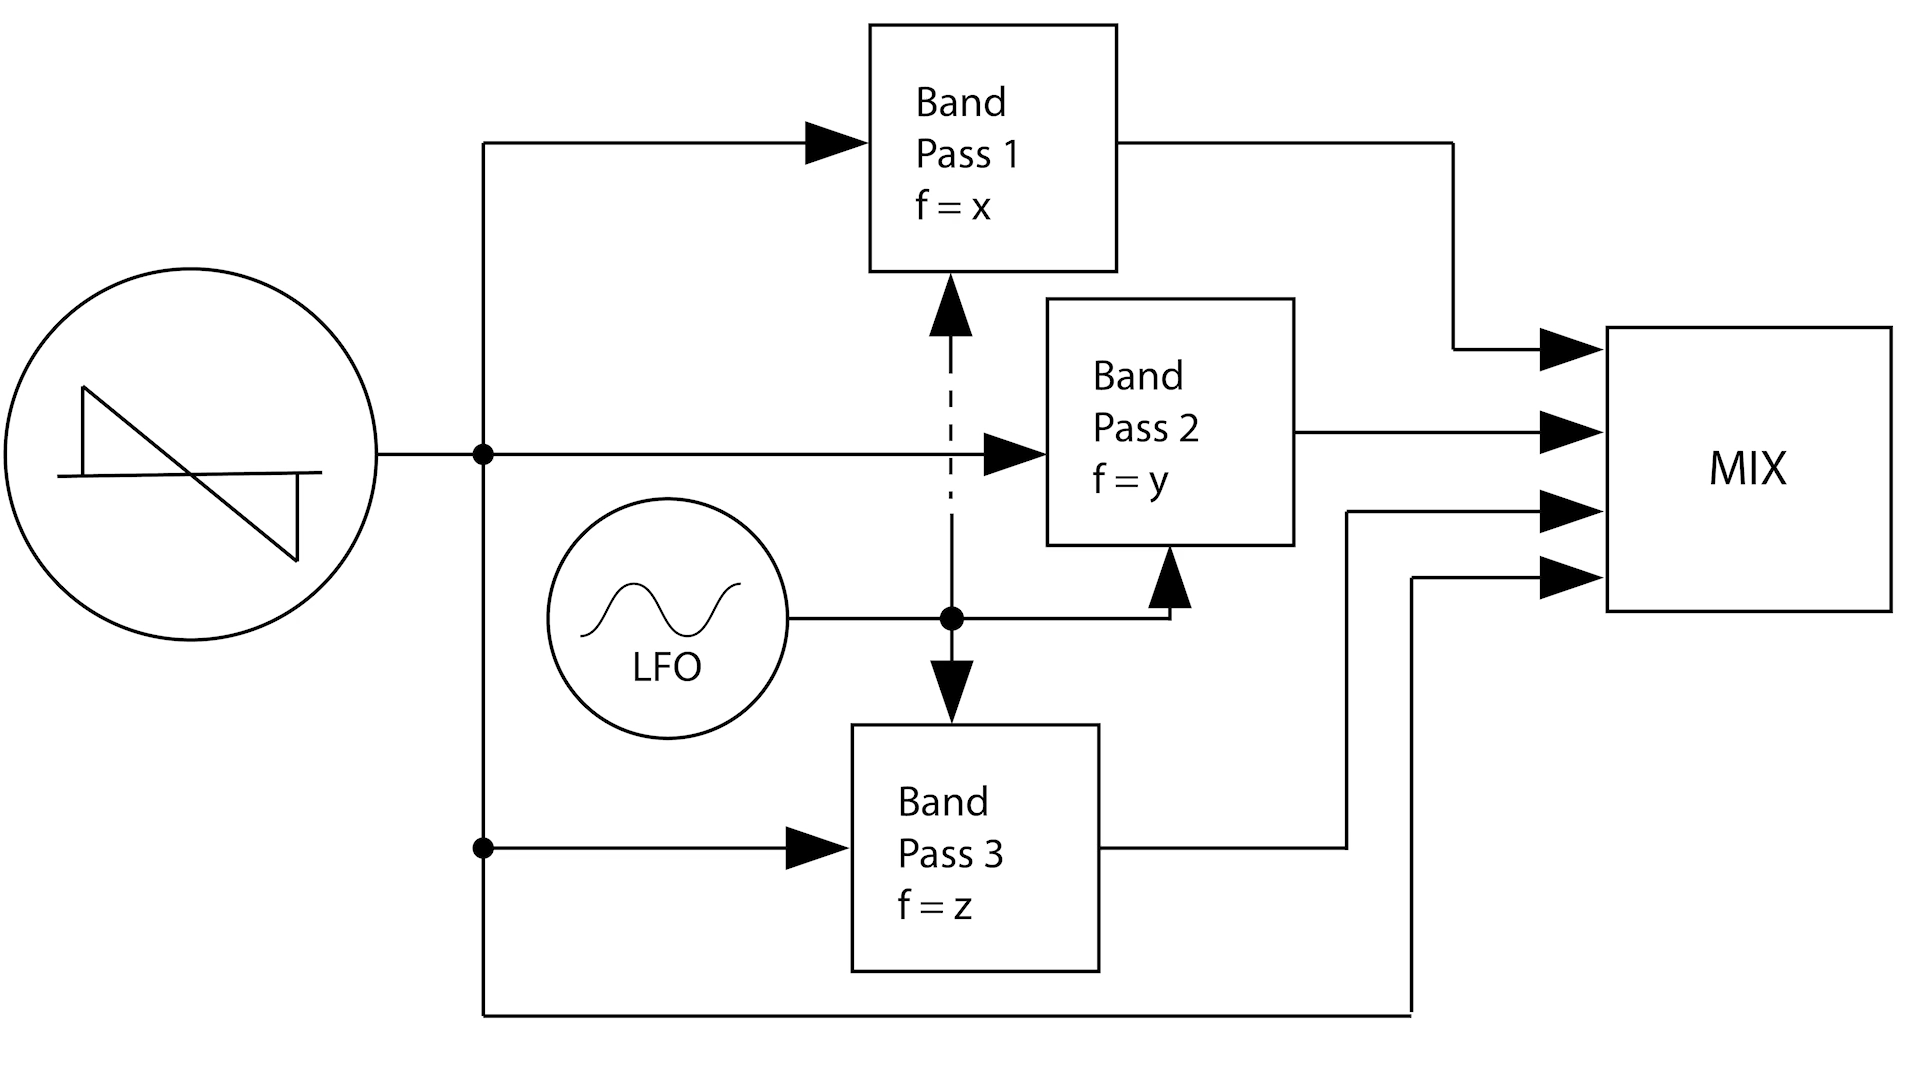 Band
Pass 1
f = x
Band
Pass 2
f = y
MIX
LFO
Band
Pass 3
f = z